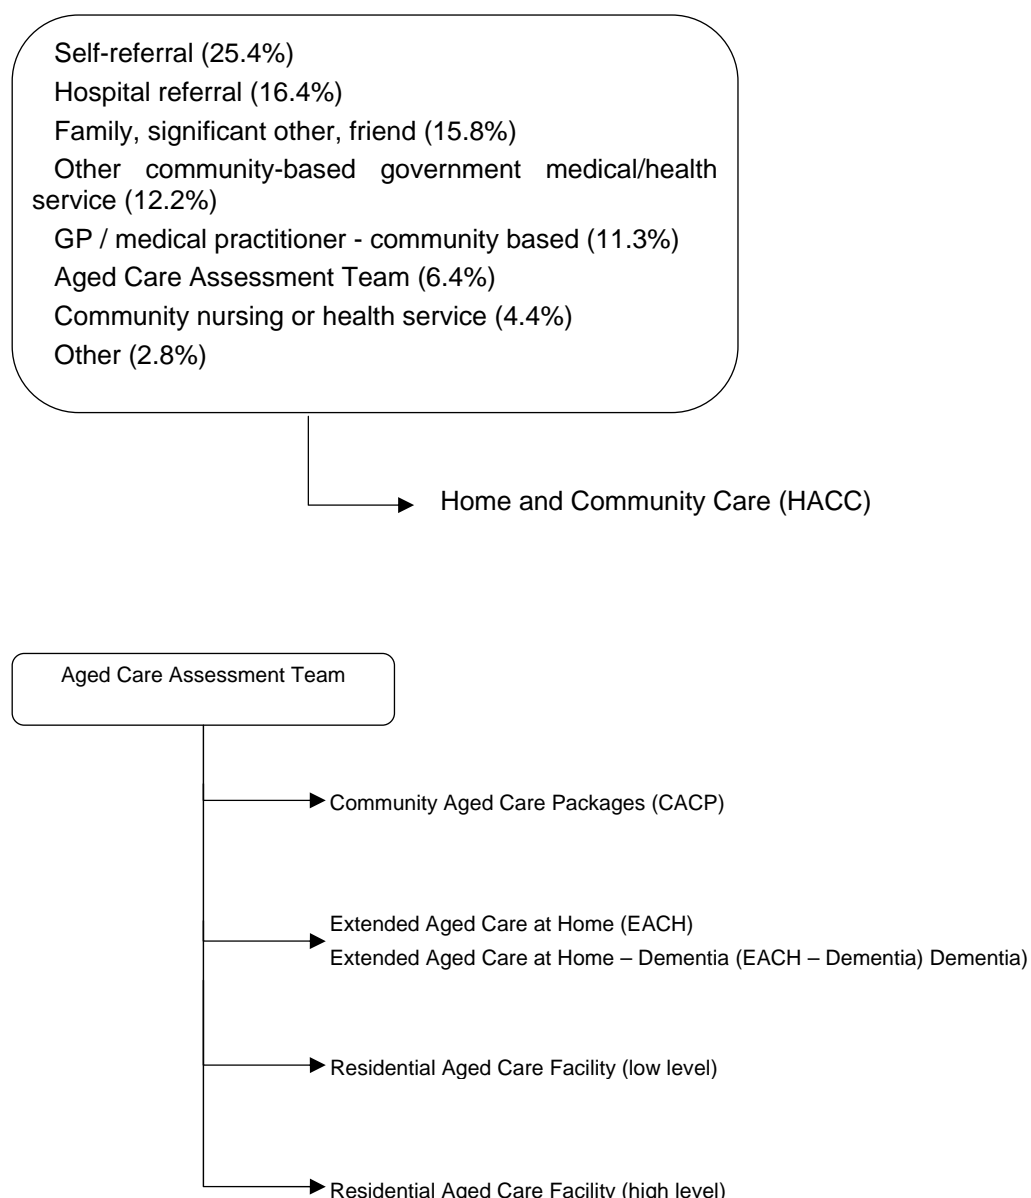 Self-referral (25.4%)
Hospital referral (16.4%)
Family, significant other, friend (15.8%)
Other community-based government medical/health
service (12.2%)
GP / medical practitioner - community based (11.3%)
Aged Care Assessment Team (6.4%)
Community nursing or health service (4.4%)
Other (2.8%)
Home and Community Care (HACC)
Aged Care Assessment Team
Community Aged Care Packages (CACP)
Extended Aged Care at Home (EACH)
Extended Aged Care at Home – Dementia (EACH – Dementia) Dementia)
Residential Aged Care Facility (low level)
Residential Aged Care Facility (high level)